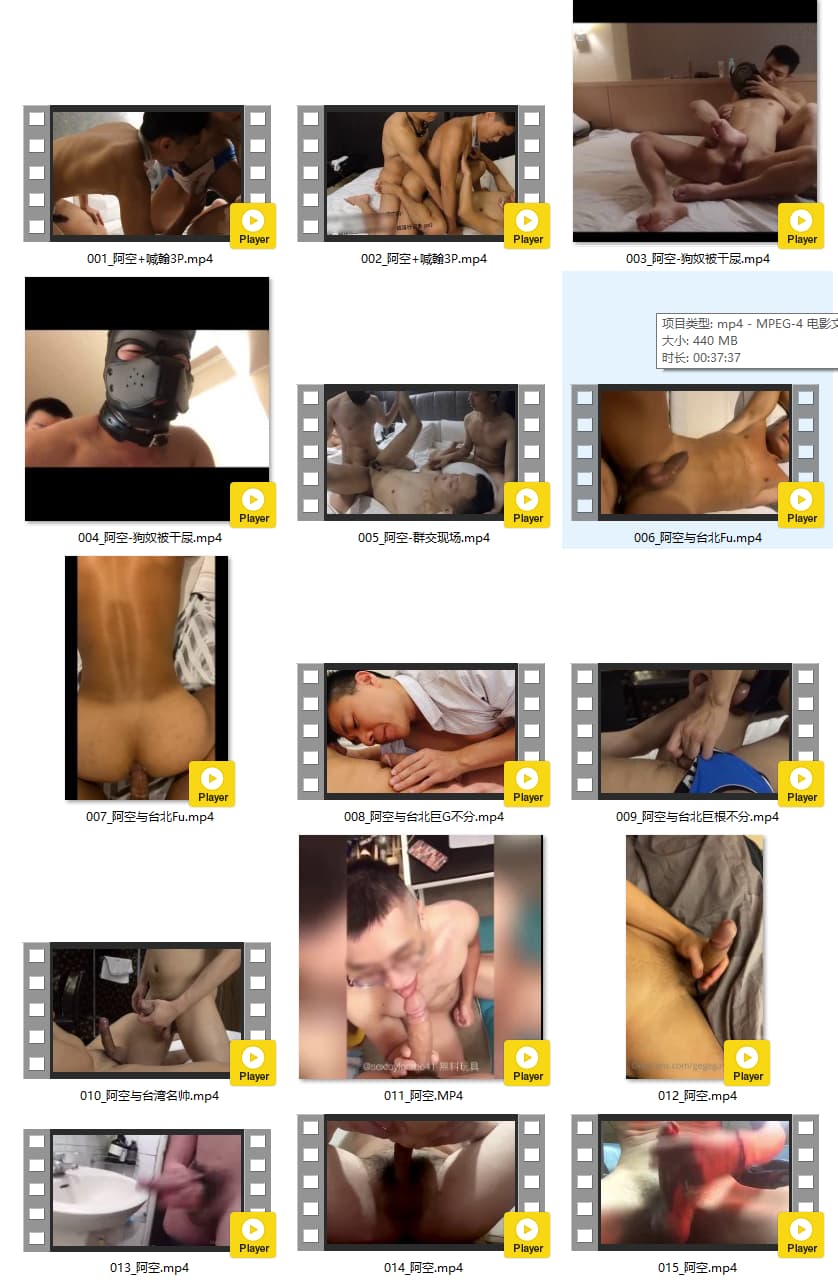 Player
Player
Player
001_阿空+喊翰3P.mp4
002_阿空+喊翰3P.mp4
003_阿空-狗奴被干尿.mp4
项目类型: mp4 - MPEG-4 电影文
大小: 440 MB
时长: 00:37:37
Player
Player
Player
004_阿空-狗奴被干尿.mp4
005_阿空-群交现场.mp4
006_阿空与台北Fu.mp4
Player
Player
Player
007_阿空与台北Fu.mp4
008_阿空与台北巨G不分.mp4
009_阿空与台北巨根不分.mp4
無料玩具
Player
Player
Player
010_阿空与台湾名帅.mp4
011_阿空.MP4
012_阿空.mp4
Player
Player
Player
013_阿空.mp4
014_阿空.mp4
015_阿空.mp4